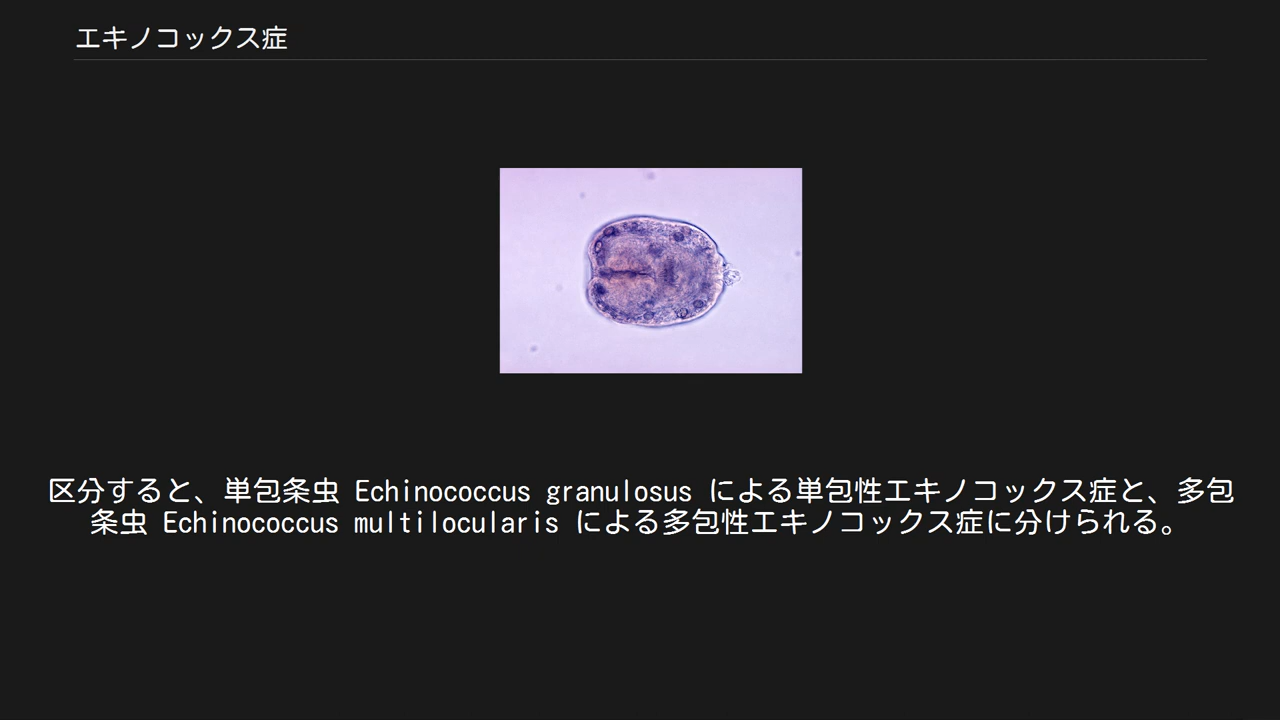 エキノコックス症
区分すると、単包条虫 Echinococcus granulosus による単包性エキノコックス症と、多包
条虫 Echinococcus multilocularis による多包性エキノコックス症に分けられる。